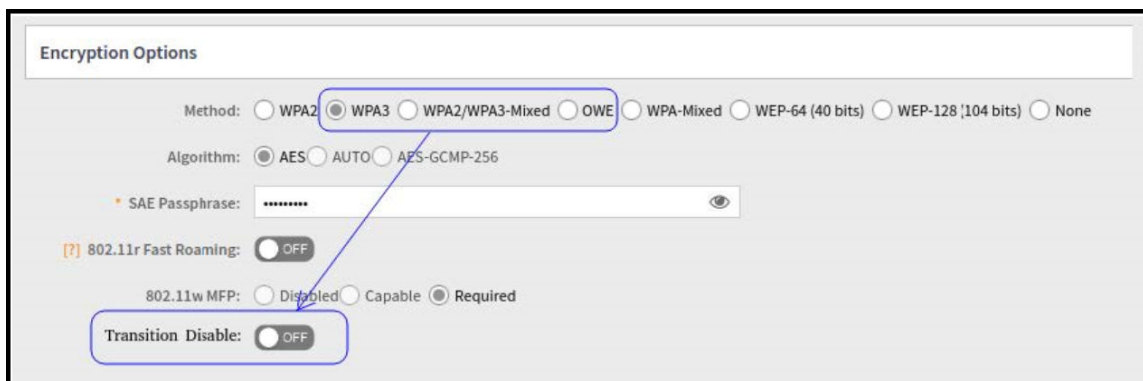 Encryption Options
Method: WPA2 WPA3 WPA2/WPA3-Mixed OWE WPA-Mixed WEP-64 (40 bits) WEP-128 (104 bits) None
Algorithm: AES AUTO AES-GCMP-256
* SAE Passphrase: •••••••••
[?] 802.11r Fast Roaming: OFF
802.11w MFP: Disabled Capable Required
Transition Disable: OFF